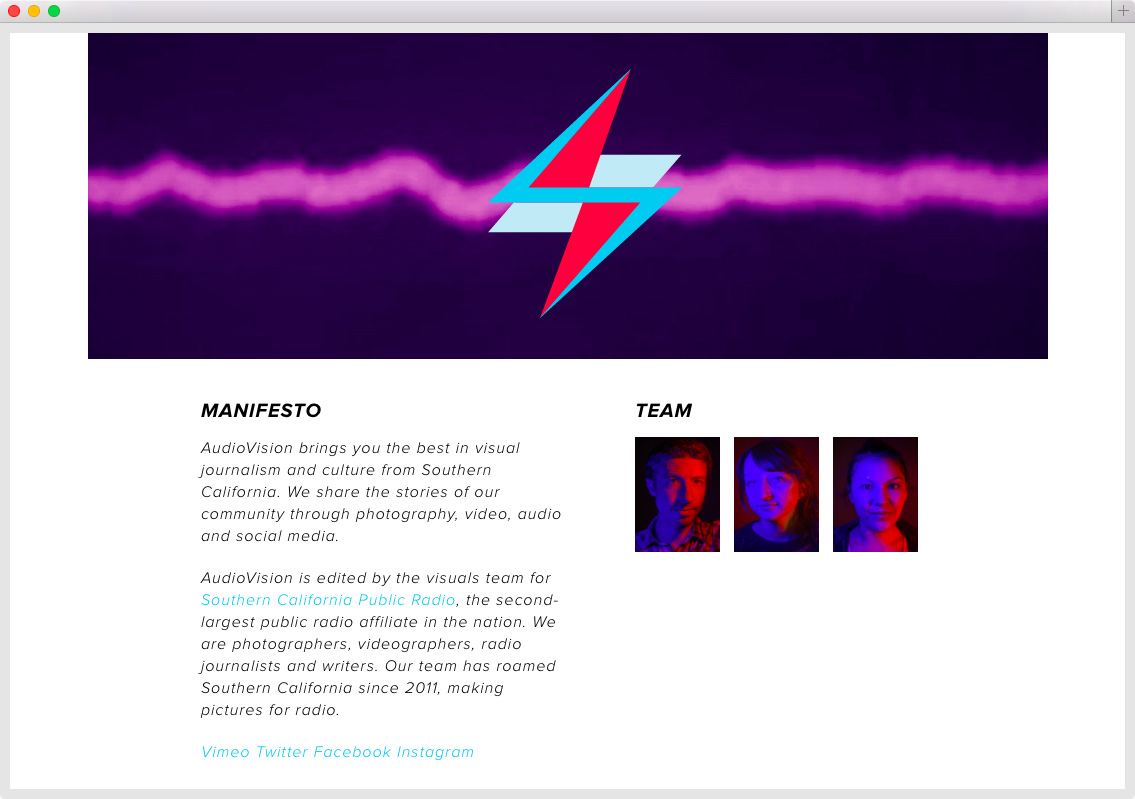 MANIFESTO
AudioVision brings you the best in visual
journalism and culture from Southern
California. We share the stories of our
community through photography, video, audio
and social media.
AudioVision is edited by the visuals team for
Southern California Public Radio, the second-
largest public radio affiliate in the nation. We
are photographers, videographers, radio
journalists and writers. Our team has roamed
Southern California since 2011, making
pictures for radio.
Vimeo Twitter Facebook Instagram
TEAM